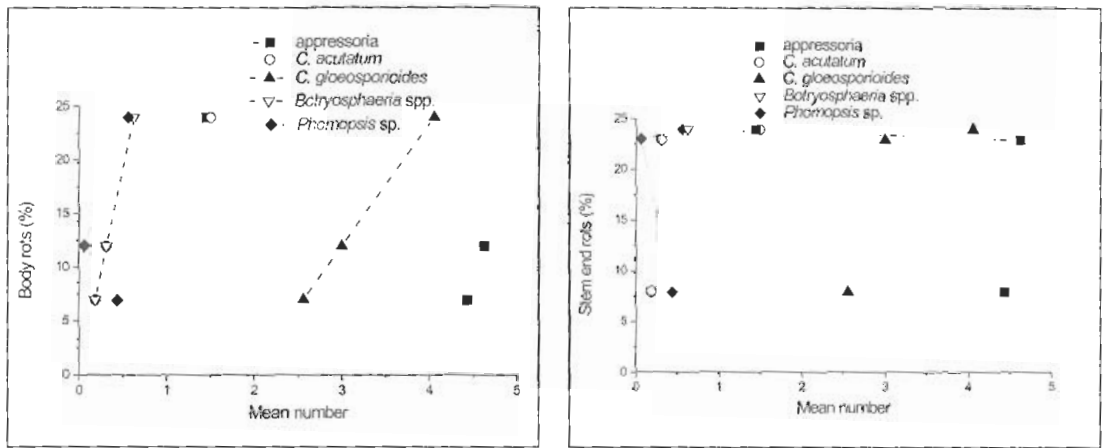 appressoria
C. acutatum
C. gloeosporioides
Botryosphaeria spp.
Phomopsis sp.
25
20
15
10
5
0
Body rots (%)
0 1 2 3 4 5
Mean number
appressoria
C. acutatum
C. gloeosporioides
Botryosphaeria spp.
Phomopsis sp.
25
20
15
10
5
0
Stem end rots (%)
0 1 2 3 4 5
Mean number